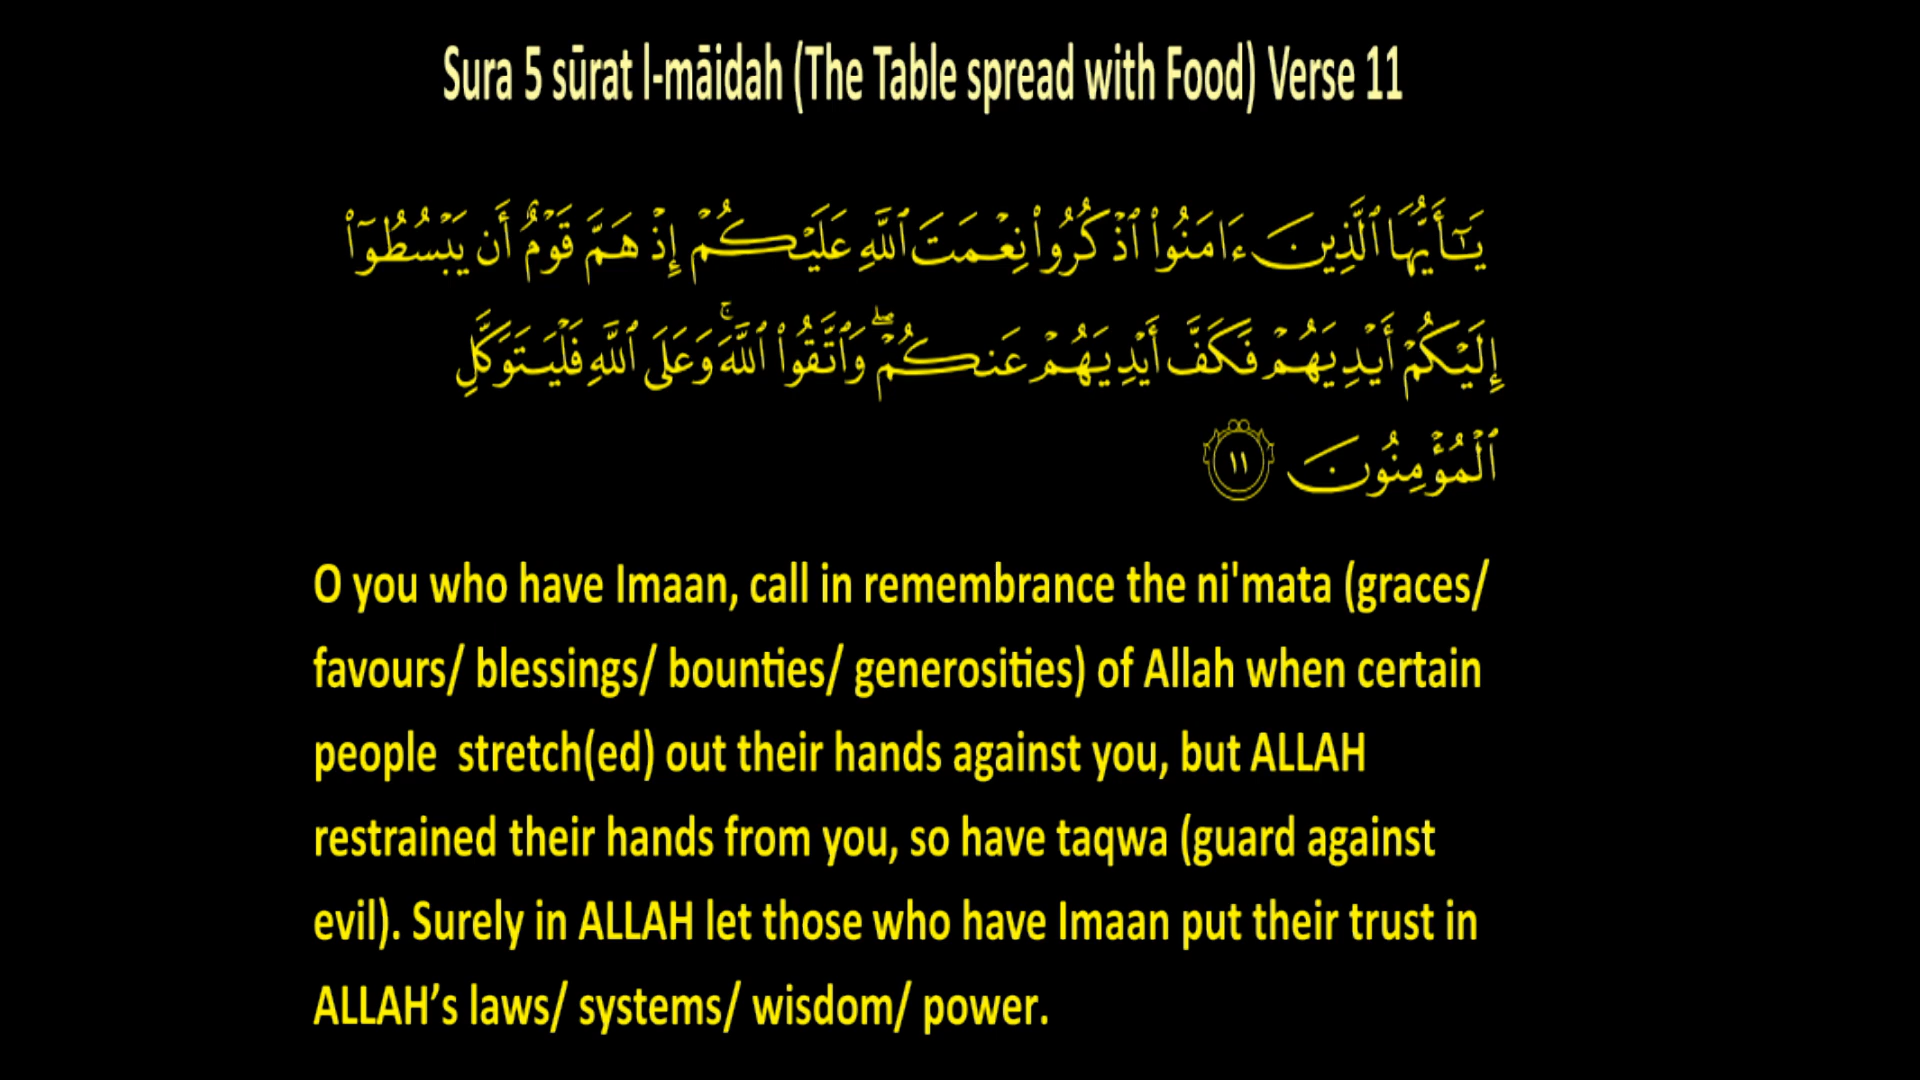 Sura 5 sūrat l-māidah (The Table spread with Food) Verse 11
يَـٰٓأَيُّهَا ٱلَّذِينَ ءَامَنُوا۟ ٱذْكُرُوا۟ نِعْمَتَ ٱللَّهِ عَلَيْكُمْ إِذْ هَمَّ قَوْمٌ أَن يَبْسُطُوٓا۟
إِلَيْكُمْ أَيْدِيَهُمْ فَكَفَّ أَيْدِيَهُمْ عَنكُمْ ۖ وَٱتَّقُوا۟ ٱللَّهَ ۚ وَعَلَى ٱللَّهِ فَلْيَتَوَكَّلِ
ٱلْمُؤْمِنُونَ ١١
O you who have Imaan, call in remembrance the ni'mata (graces/
favours/ blessings/ bounties/ generosities) of Allah when certain
people  stretch(ed) out their hands against you, but ALLAH
restrained their hands from you, so have taqwa (guard against
evil). Surely in ALLAH let those who have Imaan put their trust in
ALLAH’s laws/ systems/ wisdom/ power.